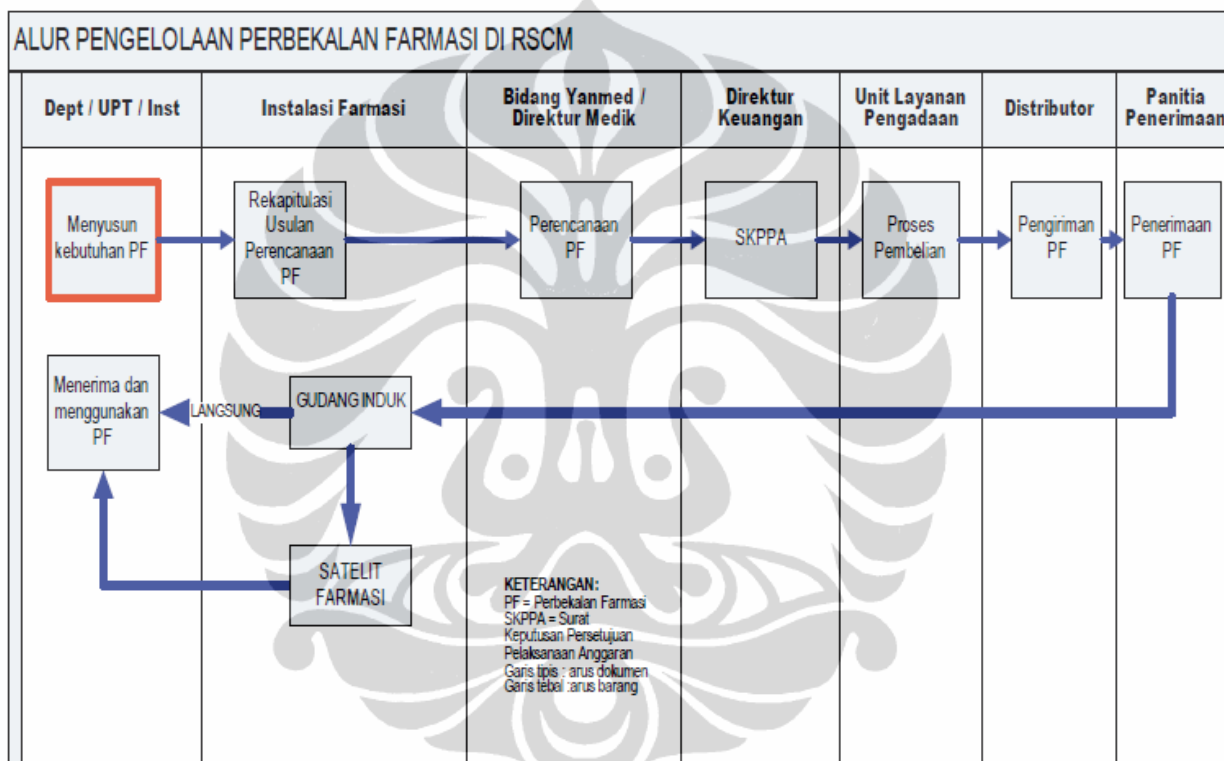 ALUR PENGELOLAAN PERBEKALAN FARMASI DI RSCM
Dept / UPT / Inst
Instalasi Farmasi
Bidang Yanmed /
Direktur Medik
Direktur
Keuangan
Unit Layanan
Pengadaan
Distributor
Panitia
Penerimaan
Menyusun
kebutuhan PF
Rekapitulasi
Usulan
Perencanaan
PF
Perencanaan
PF
SKPPA
Proses
Pembelian
Pengiriman
PF
Penerimaan
PF
Menerima dan
menggunakan
PF
LANGSUNG
GUDANG INDUK
SATELIT
FARMASI
KETERANGAN:
PF = Perbekalan Farmasi
SKPPA = Surat
Keputusan Persetujuan
Pelaksanaan Anggaran
Garis tipis : arus dokumen
Garis tebal :arus barang